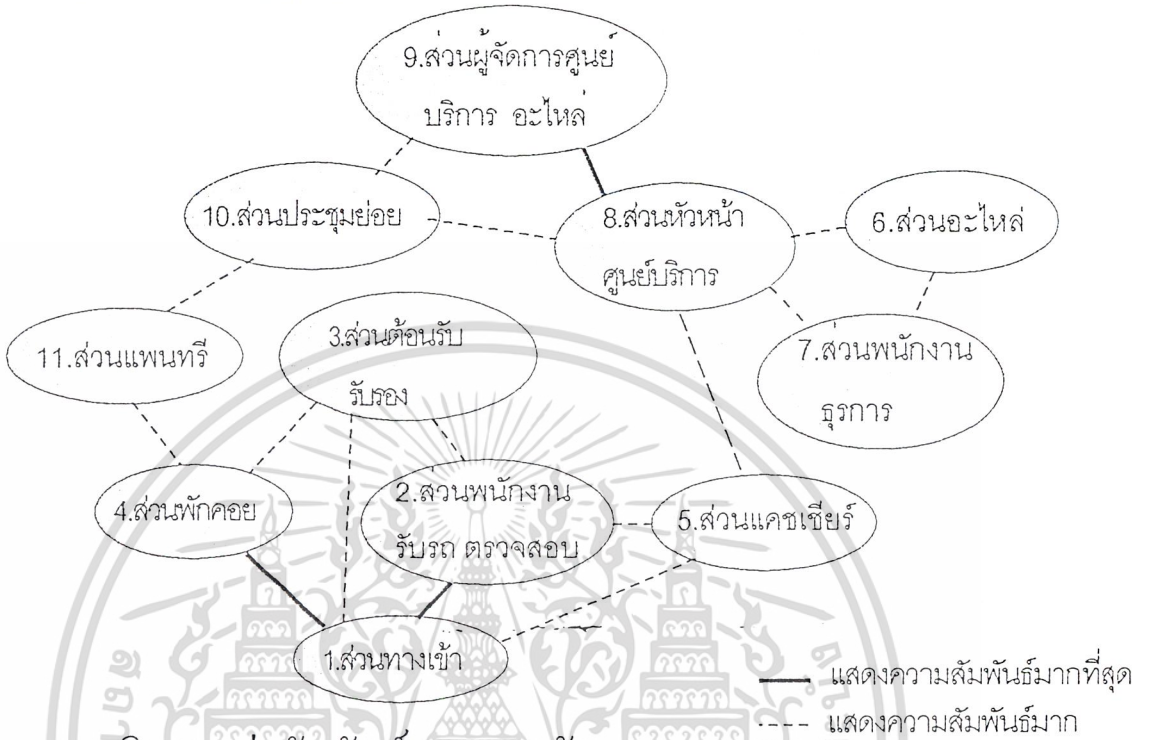 9.ส่วนผู้จัดการศูนย์
บริการ อะไหล่
10.ส่วนประชุมย่อย
8.ส่วนหัวหน้า
ศูนย์บริการ
6.ส่วนอะไหล่
11.ส่วนแพนทรี
3.ส่วนต้อนรับ
รับรอง
7.ส่วนพนักงาน
ธุรการ
4.ส่วนพักคอย
2.ส่วนพนักงาน
รับรถ ตรวจสอบ
5.ส่วนแคชเชียร์
1.ส่วนทางเข้า
แสดงความสัมพันธ์มากที่สุด
แสดงความสัมพันธ์มาก